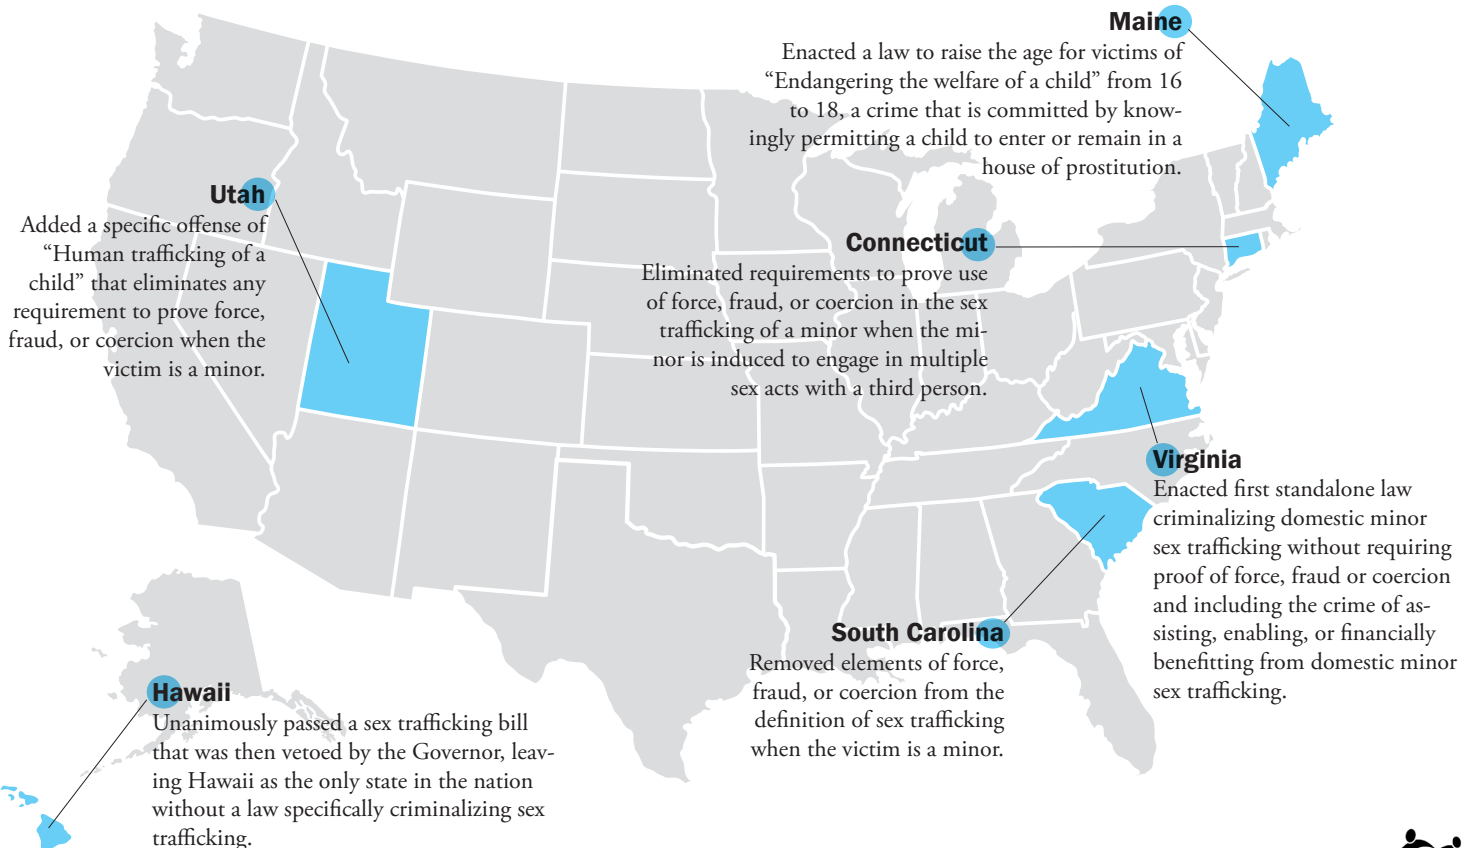 Maine
Enacted a law to raise the age for victims of
“Endangering the welfare of a child” from 16
to 18, a crime that is committed by know-
ingly permitting a child to enter or remain in a
house of prostitution.
Utah
Added a specific offense of
“Human trafficking of a
child” that eliminates any
requirement to prove force,
fraud, or coercion when the
victim is a minor.
Connecticut
Eliminated requirements to prove use
of force, fraud, or coercion in the sex
trafficking of a minor when the mi-
nor is induced to engage in multiple
sex acts with a third person.
Virginia
Enacted first standalone law
criminalizing domestic minor
sex trafficking without requiring
proof of force, fraud or coercion
and including the crime of as-
sisting, enabling, or financially
benefitting from domestic minor
sex trafficking.
South Carolina
Removed elements of force,
fraud, or coercion from the
definition of sex trafficking
when the victim is a minor.
Hawaii
Unanimously passed a sex trafficking bill
that was then vetoed by the Governor, leav-
ing Hawaii as the only state in the nation
without a law specifically criminalizing sex
trafficking.